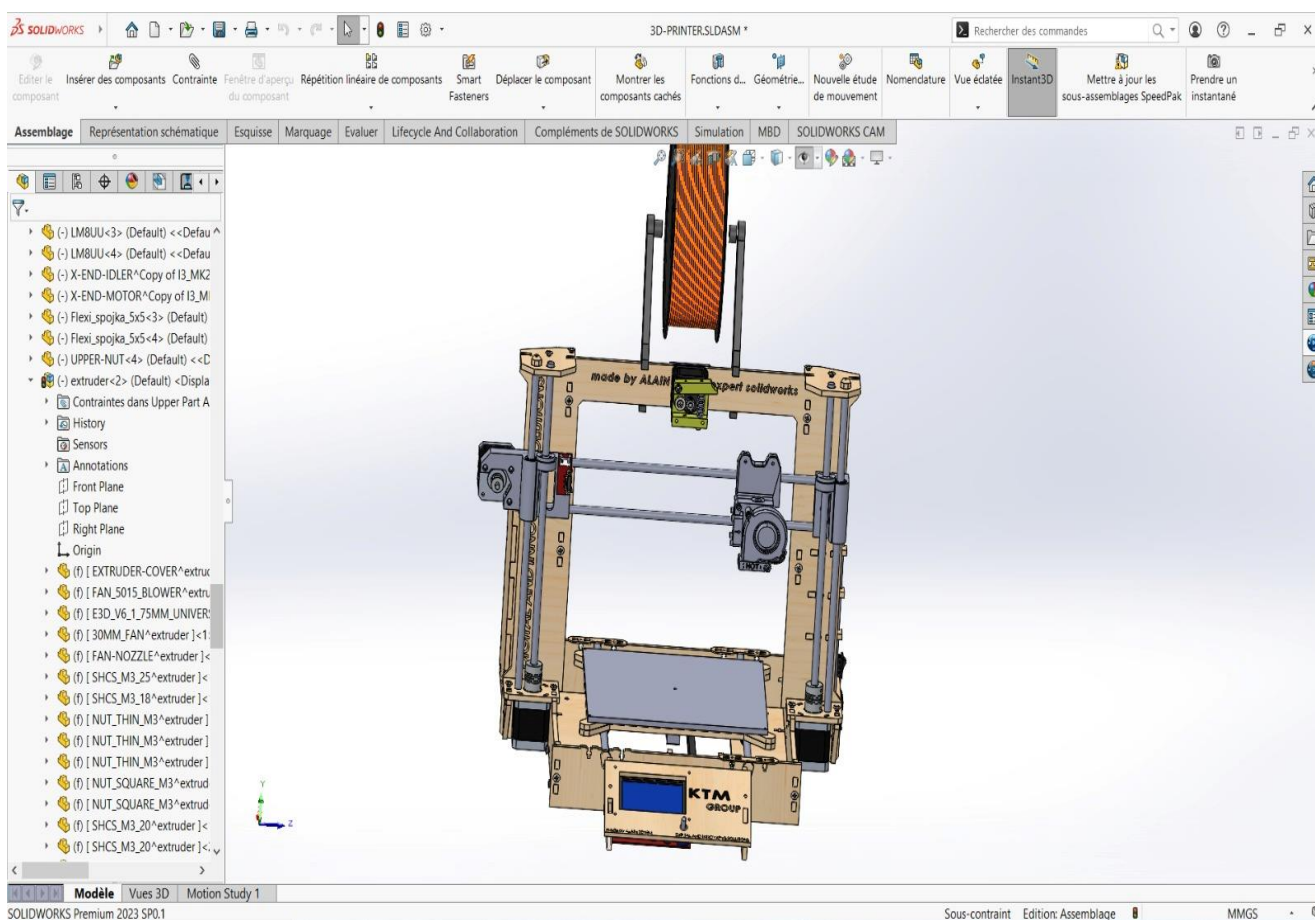 SOLIDWORKS
3D-PRINTER.SLDASM *
Rechercher des commandes
Editer le composant
Insérer des composants
Contrainte
Fenêtre d'aperçu du composant
Répétition linéaire de composants
Smart Fasteners
Déplacer le composant
Montrer les composants cachés
Fonctions d...
Géométrie...
Nouvelle étude de mouvement
Nomenclature
Vue éclatée
Instant3D
Mettre à jour les sous-assemblages SpeedPak
Prendre un instantané
Assemblage
Représentation schématique
Esquisse
Marquage
Evaluer
Lifecycle And Collaboration
Compléments de SOLIDWORKS
Simulation
MBD
SOLIDWORKS CAM
(-) LM8UU<3> (Default) <<Defau
(-) LM8UU<4> (Default) <<Defau
(-) X-END-IDLER^Copy of I3_MK2
(-) X-END-MOTOR^Copy of I3_M
(-) Flexi_spojka_5x5<3> (Default)
(-) Flexi_spojka_5x5<4> (Default)
(-) UPPER-NUT<4> (Default) <<D
(-) extruder<2> (Default) <Displa
Contraintes dans Upper Part A
History
Sensors
Annotations
Front Plane
Top Plane
Right Plane
Origin
(f) [ EXTRUDER-COVER^extruc
(f) [ FAN_5015_BLOWER^extru
(f) [ E3D_V6_1_75MM_UNIVER
(f) [ 30MM_FAN^extruder ]<1
(f) [ FAN-NOZZLE^extruder ]<
(f) [ SHCS_M3_25^extruder ]<
(f) [ SHCS_M3_18^extruder ]<
(f) [ NUT_THIN_M3^extruder ]
(f) [ NUT_THIN_M3^extruder ]
(f) [ NUT_THIN_M3^extruder ]
(f) [ NUT_SQUARE_M3^extrud
(f) [ NUT_SQUARE_M3^extrud
(f) [ SHCS_M3_20^extruder ]<
(f) [ SHCS_M3_20^extruder ]<
made by ALAIN expert solidworks
KTM
GROUP
Y
Z
Modèle
Vues 3D
Motion Study 1
SOLIDWORKS Premium 2023 SP0.1
Sous-contraint
Edition: Assemblage
MMGS